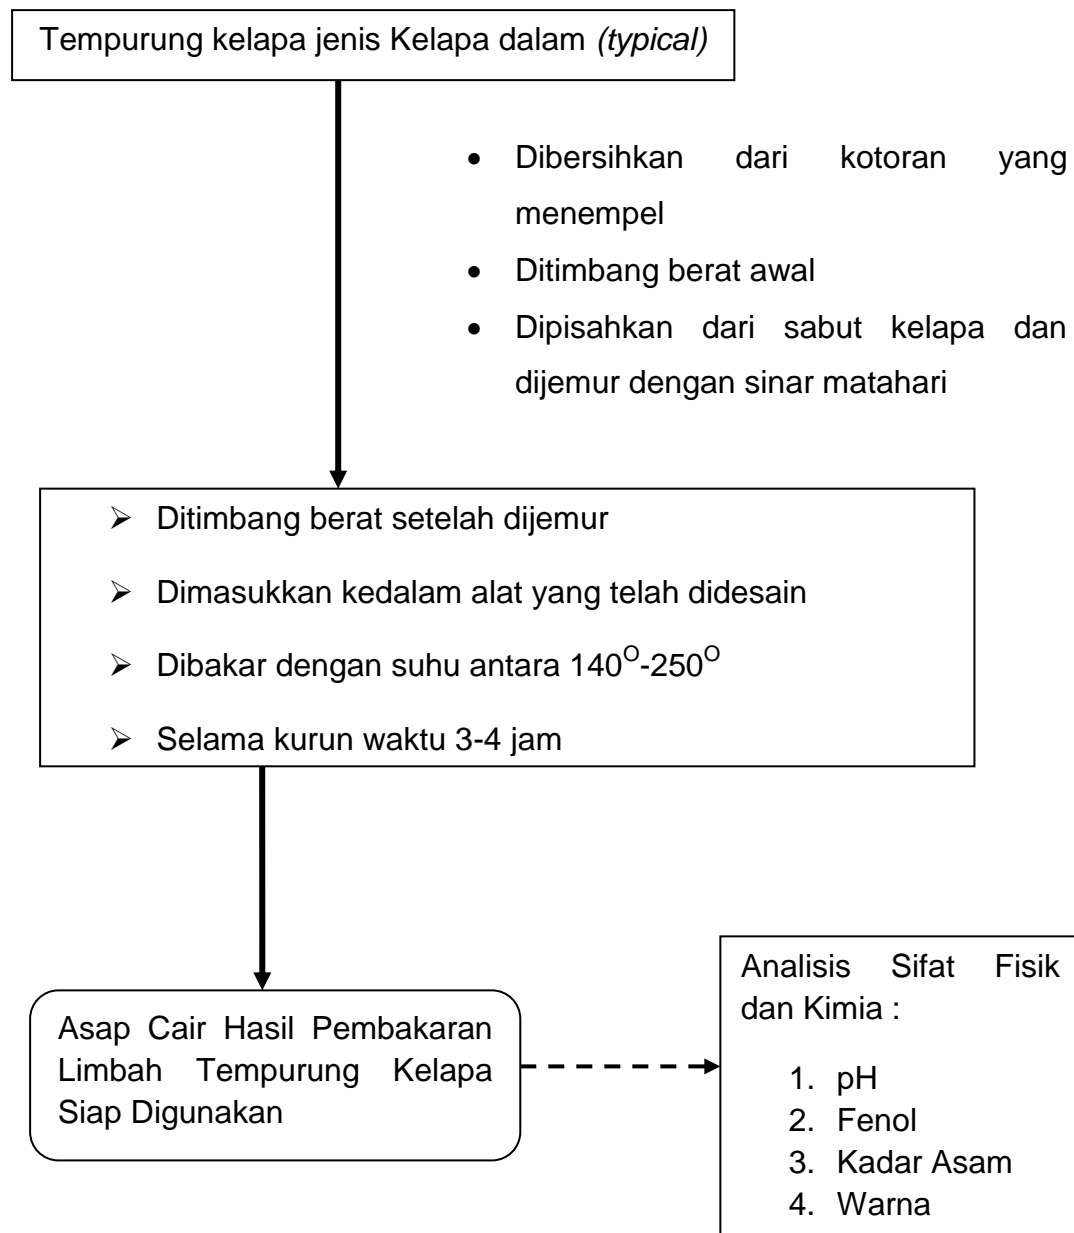 Tempurung kelapa jenis Kelapa dalam (typical)
• Dibersihkan dari kotoran yang
menempel
• Ditimbang berat awal
• Dipisahkan dari sabut kelapa dan
dijemur dengan sinar matahari
➢ Ditimbang berat setelah dijemur
➢ Dimasukkan kedalam alat yang telah didesain
➢ Dibakar dengan suhu antara 140^O-250^O
➢ Selama kurun waktu 3-4 jam
Asap Cair Hasil Pembakaran
Limbah Tempurung Kelapa
Siap Digunakan
Analisis Sifat Fisik
dan Kimia :
1. pH
2. Fenol
3. Kadar Asam
4. Warna